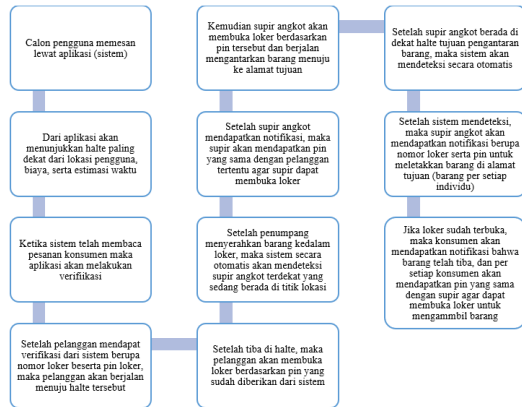 Calon pengguna memesan
lewat aplikasi (sistem)
Dari aplikasi akan
menunjukkan halte paling
dekat dari lokasi pengguna,
biaya, serta estimasi waktu
Ketika sistem telah membaca
pesanan konsumen maka
aplikasi akan melakukan
verifiikasi
Setelah pelanggan mendapat
verifikasi dari sistem berupa
nomor loker beserta pin loker,
maka pelanggan akan berjalan
menuju halte tersebut
Setelah tiba di halte, maka
pelanggan akan membuka
loker berdasarkan pin yang
sudah diberikan dari sistem
Setelah penumpang
menyerahkan barang kedalam
loker, maka sistem secara
otomatis akan mendeteksi
supir angkot terdekat yang
sedang berada di titik lokasi
Setelah supir angkot
mendapatkan notifikasi, maka
supir akan mendapatkan pin
yang sama dengan pelanggan
tertentu agar supir dapat
membuka loker
Kemudian supir angkot akan
membuka loker berdasarkan
pin tersebut dan berjalan
mengantarkan barang menuju
ke alamat tujuan
Setelah supir angkot berada di
dekat halte tujuan pengantaran
barang, maka sistem akan
mendeteksi secara otomatis
Setelah sistem mendeteksi,
maka supir angkot akan
mendapatkan notifikasi berupa
nomor loker serta pin untuk
meletakkan barang di alamat
tujuan (barang per setiap
individu)
Jika loker sudah terbuka,
maka konsumen akan
mendapatkan notifikasi bahwa
barang telah tiba, dan per
setiap konsumen akan
mendapatkan pin yang sama
dengan supir agar dapat
membuka loker untuk
mengammbil barang